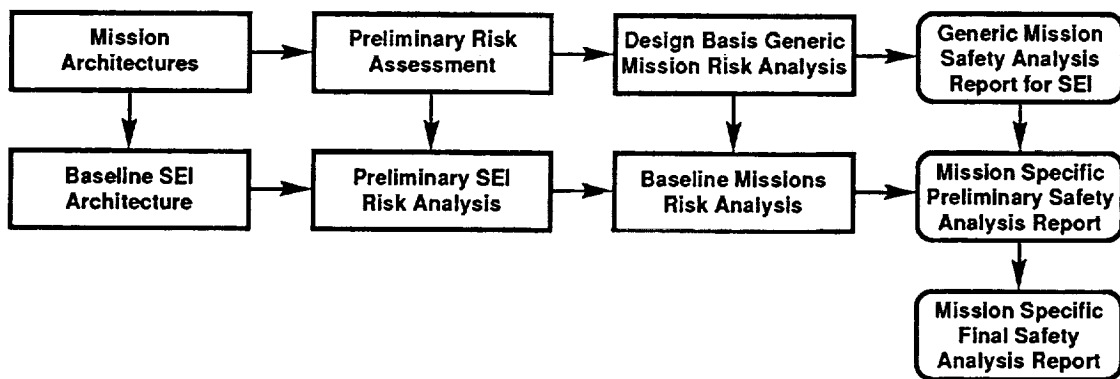 Mission
Architectures
Preliminary Risk
Assessment
Design Basis Generic
Mission Risk Analysis
Generic Mission
Safety Analysis
Report for SEI
Baseline SEI
Architecture
Preliminary SEI
Risk Analysis
Baseline Missions
Risk Analysis
Mission Specific
Preliminary Safety
Analysis Report
Mission Specific
Final Safety
Analysis Report